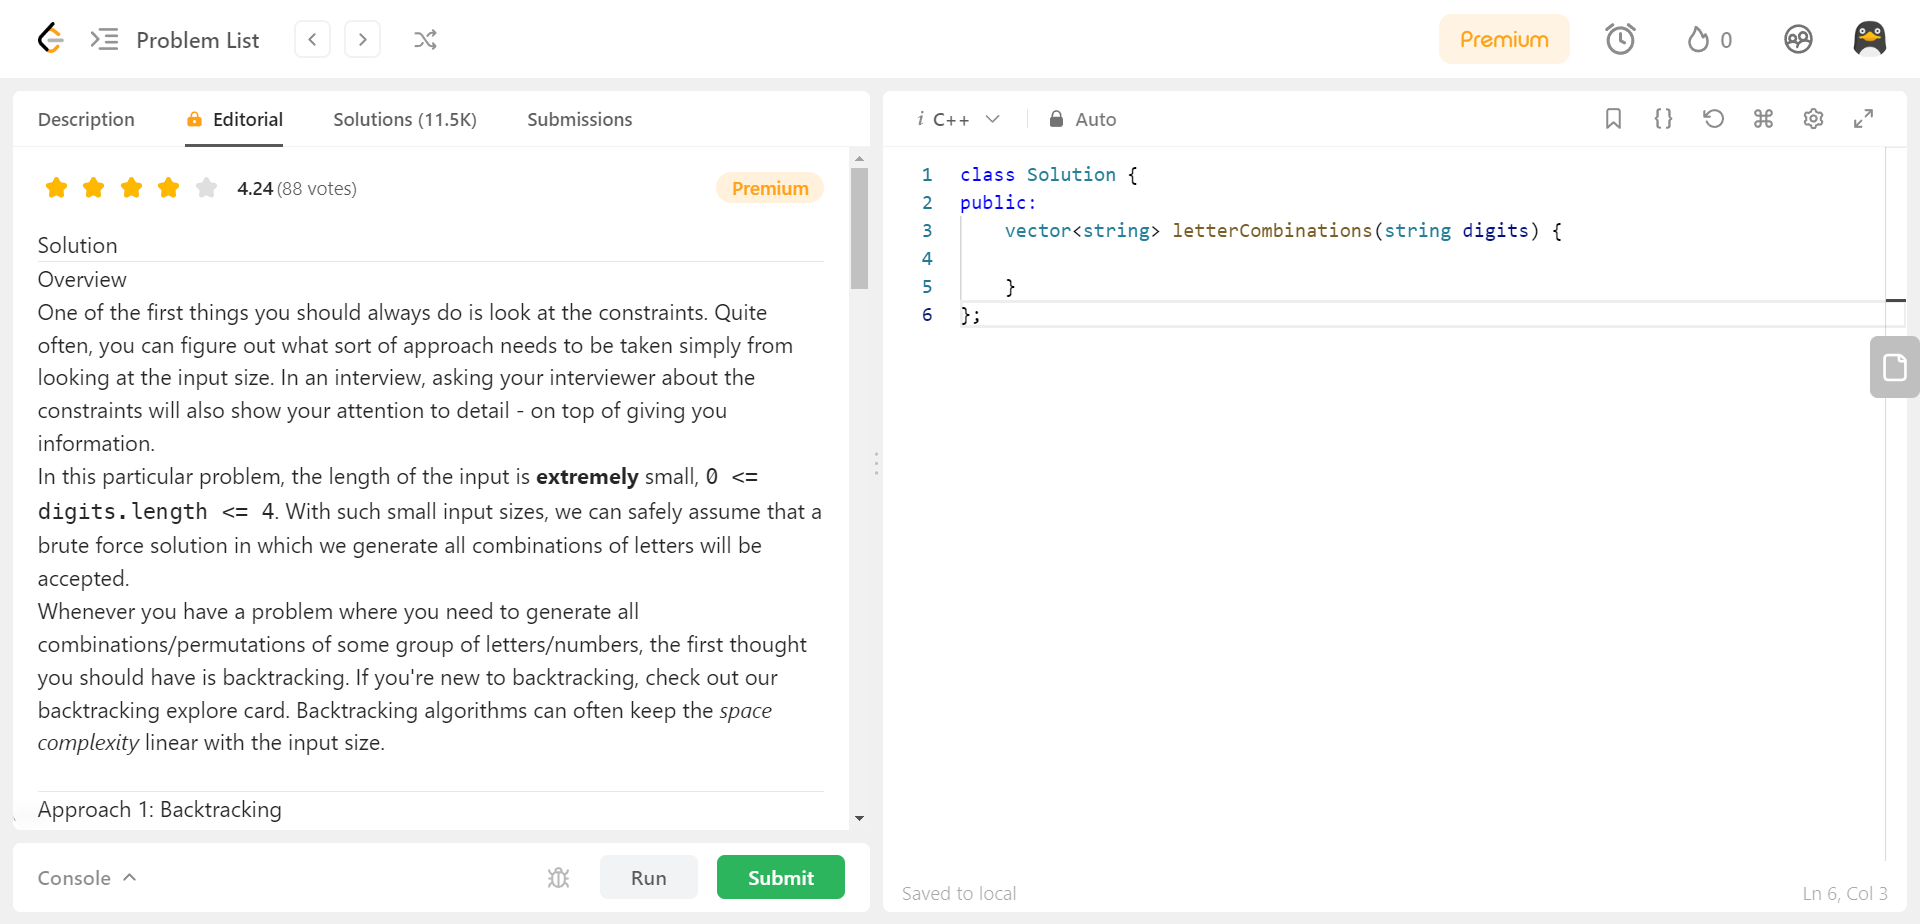 Problem List
Premium
0
Description
Editorial
Solutions (11.5K)
Submissions
4.24 (88 votes)
Premium
Solution
Overview
One of the first things you should always do is look at the constraints. Quite
often, you can figure out what sort of approach needs to be taken simply from
looking at the input size. In an interview, asking your interviewer about the
constraints will also show your attention to detail - on top of giving you
information.
In this particular problem, the length of the input is extremely small, 0 <=
digits.length <= 4. With such small input sizes, we can safely assume that a
brute force solution in which we generate all combinations of letters will be
accepted.
Whenever you have a problem where you need to generate all
combinations/permutations of some group of letters/numbers, the first thought
you should have is backtracking. If you're new to backtracking, check out our
backtracking explore card. Backtracking algorithms can often keep the space
complexity linear with the input size.
Approach 1: Backtracking
Console
Run
Submit
i C++
Auto
1 class Solution {
2 public:
3     vector<string> letterCombinations(string digits) {
4
5     }
6 };
Saved to local
Ln 6, Col 3